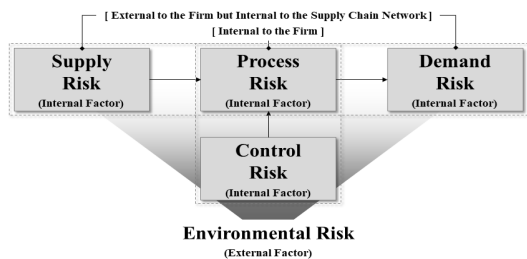 [ External to the Firm but Internal to the Supply Chain Network]
[ Internal to the Firm ]
Supply
Risk
(Internal Factor)
Process
Risk
(Internal Factor)
Demand
Risk
(Internal Factor)
Control
Risk
(Internal Factor)
Environmental Risk
(External Factor)